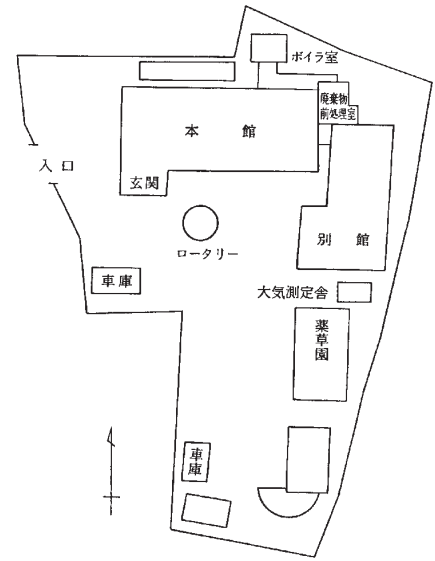 ボイラ室
廃棄物
前処理室
本館
入口
玄関
ロータリー
別館
車庫
大気測定舎
薬草園
車庫